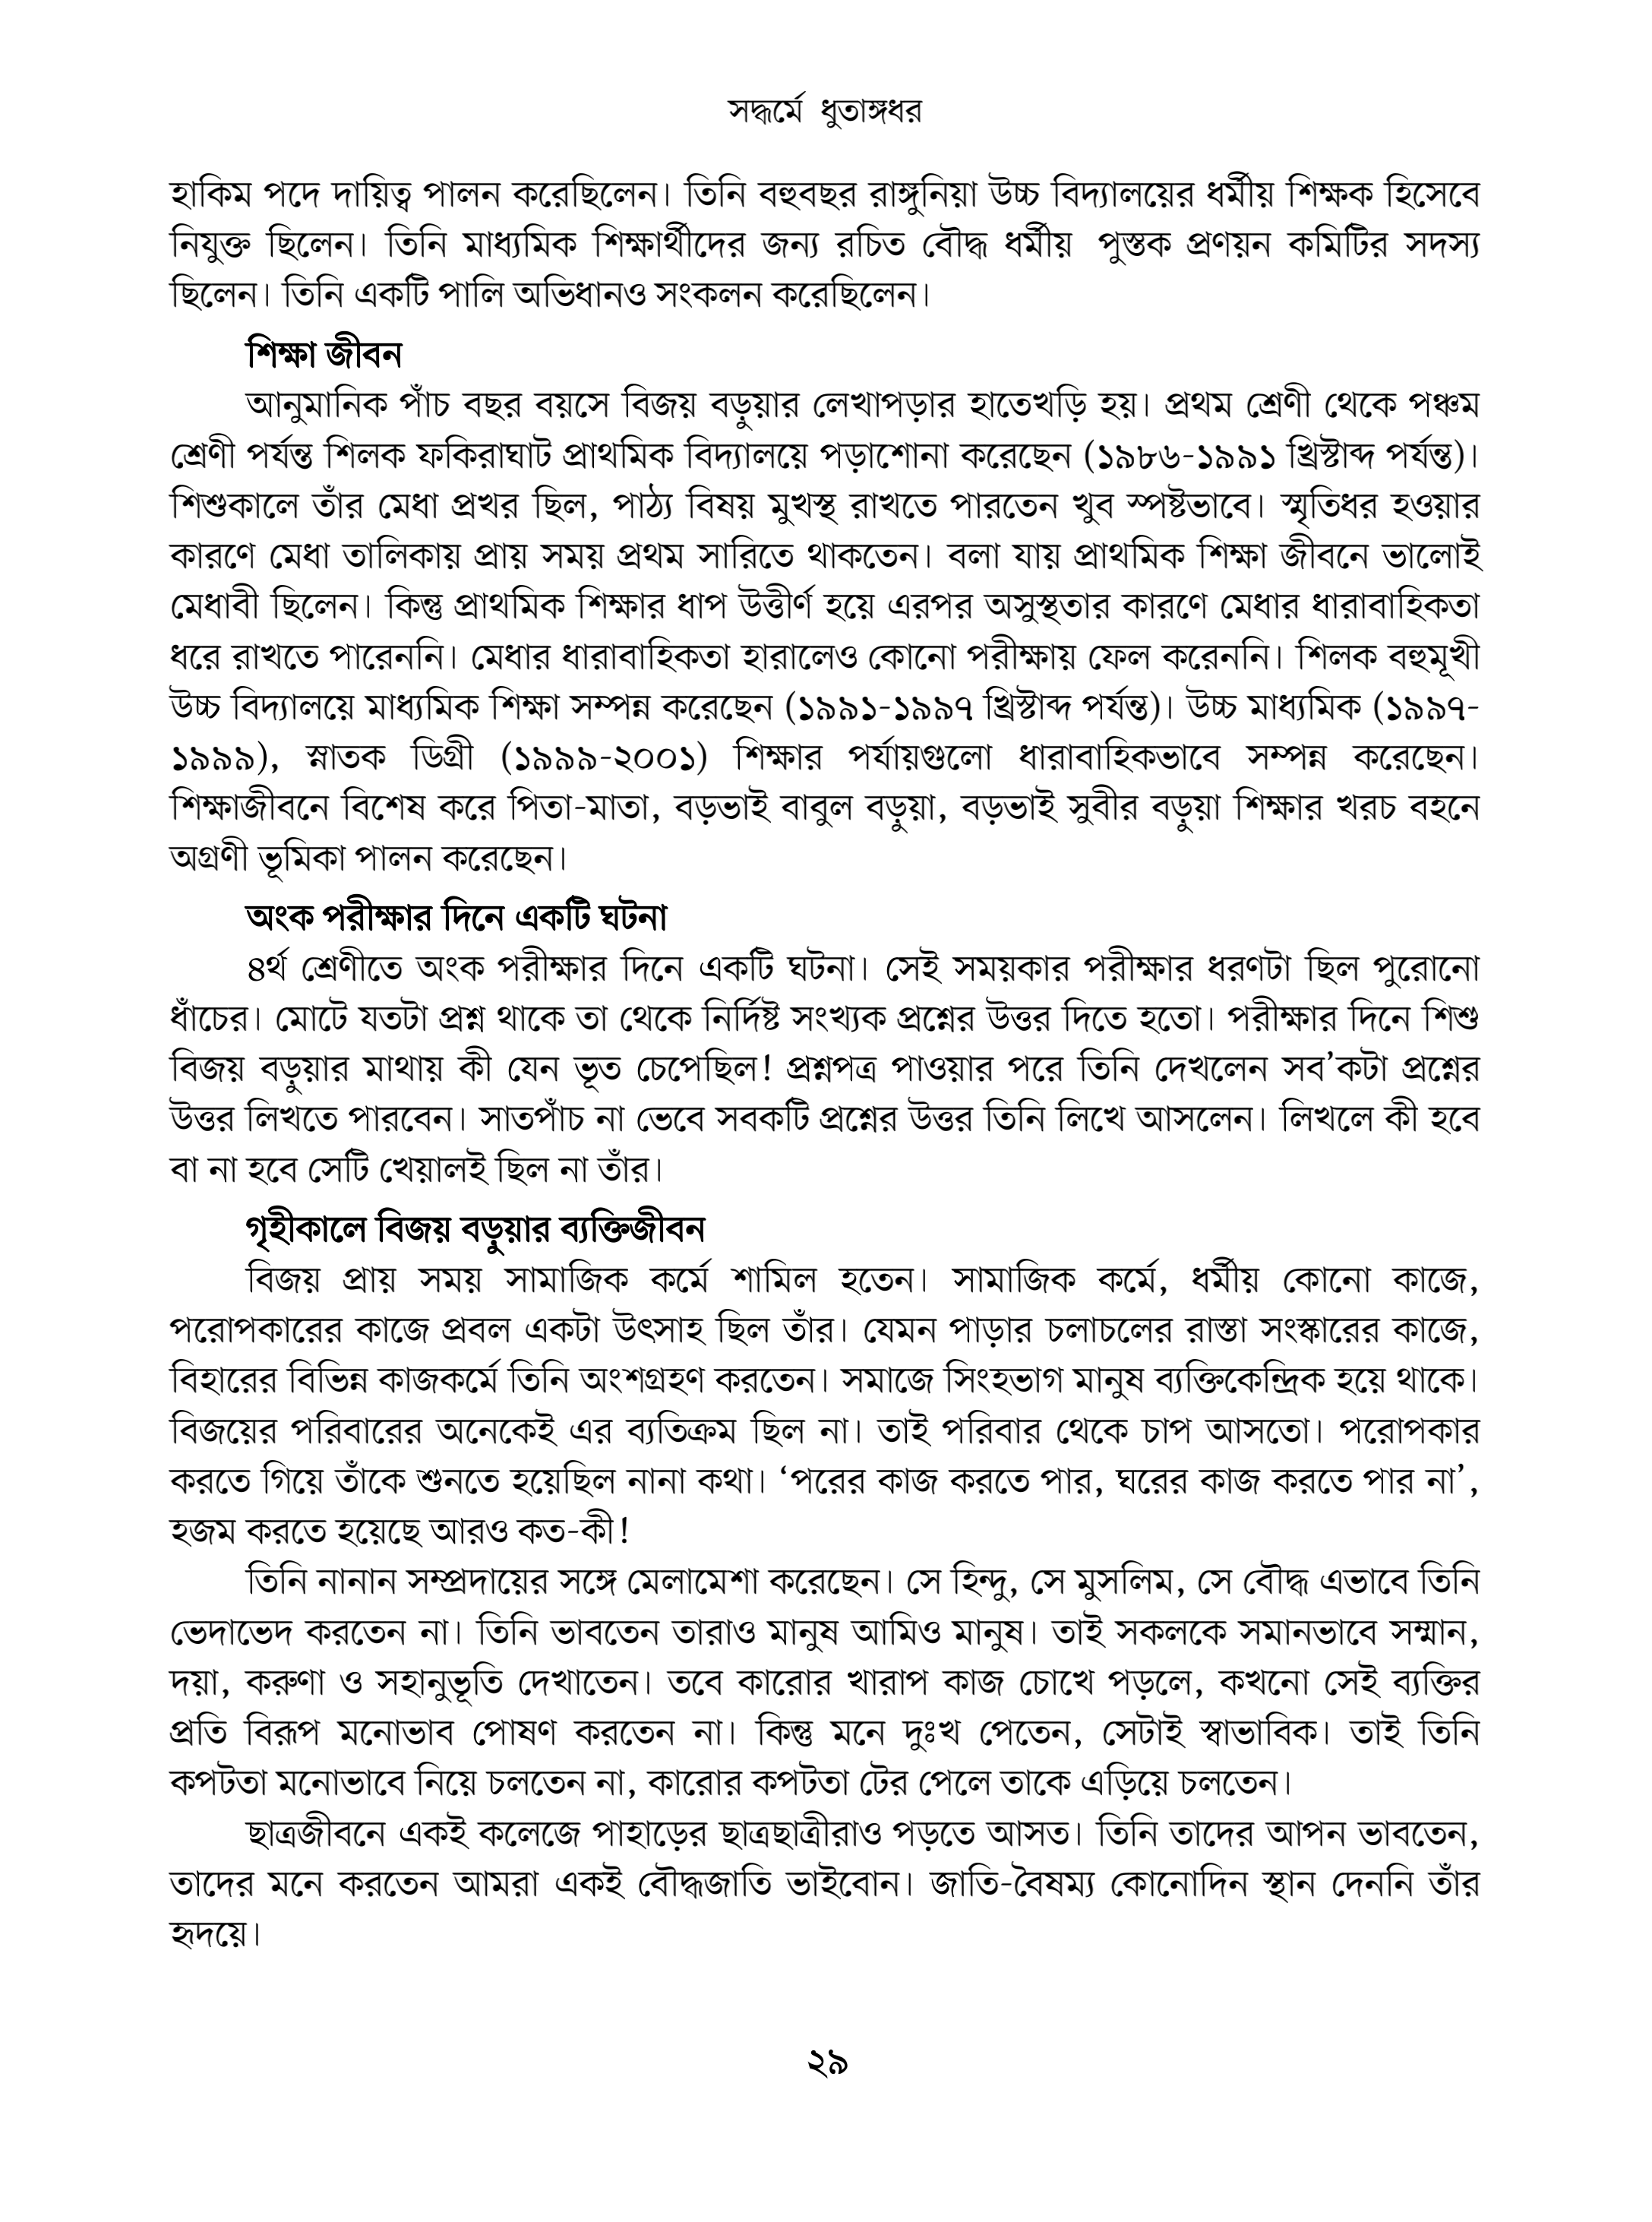 সদ্ধর্মে ধুতাঙ্গধর
হাকিম পদে দায়িত্ব পালন করেছিলেন। তিনি বহুবছর রাঙ্গুনিয়া উচ্চ বিদ্যালয়ের ধর্মীয় শিক্ষক হিসেবে
নিযুক্ত ছিলেন। তিনি মাধ্যমিক শিক্ষার্থীদের জন্য রচিত বৌদ্ধ ধর্মীয় পুস্তক প্রণয়ন কমিটির সদস্য
ছিলেন। তিনি একটি পালি অভিধানও সংকলন করেছিলেন।
শিক্ষা জীবন
আনুমানিক পাঁচ বছর বয়সে বিজয় বড়ুয়ার লেখাপড়ার হাতেখড়ি হয়। প্রথম শ্রেণী থেকে পঞ্চম
শ্রেণী পর্যন্ত শিলক ফকিরাঘাট প্রাথমিক বিদ্যালয়ে পড়াশোনা করেছেন (১৯৮৬-১৯৯১ খ্রিস্টাব্দ পর্যন্ত)।
শিশুকালে তাঁর মেধা প্রখর ছিল, পাঠ্য বিষয় মুখস্থ রাখতে পারতেন খুব স্পষ্টভাবে। স্মৃতিধর হওয়ার
কারণে মেধা তালিকায় প্রায় সময় প্রথম সারিতে থাকতেন। বলা যায় প্রাথমিক শিক্ষা জীবনে ভালোই
মেধাবী ছিলেন। কিন্তু প্রাথমিক শিক্ষার ধাপ উত্তীর্ণ হয়ে এরপর অসুস্থতার কারণে মেধার ধারাবাহিকতা
ধরে রাখতে পারেননি। মেধার ধারাবাহিকতা হারালেও কোনো পরীক্ষায় ফেল করেননি। শিলক বহুমূখী
উচ্চ বিদ্যালয়ে মাধ্যমিক শিক্ষা সম্পন্ন করেছেন (১৯৯১-১৯৯৭ খ্রিস্টাব্দ পর্যন্ত)। উচ্চ মাধ্যমিক (১৯৯৭-
১৯৯৯), স্নাতক ডিগ্রী (১৯৯৯-২০০১) শিক্ষার পর্যায়গুলো ধারাবাহিকভাবে সম্পন্ন করেছেন।
শিক্ষাজীবনে বিশেষ করে পিতা-মাতা, বড়ভাই বাবুল বড়ুয়া, বড়ভাই সুবীর বড়ুয়া শিক্ষার খরচ বহনে
অগ্রণী ভূমিকা পালন করেছেন।
অংক পরীক্ষার দিনে একটি ঘটনা
৪র্থ শ্রেণীতে অংক পরীক্ষার দিনে একটি ঘটনা। সেই সময়কার পরীক্ষার ধরণটা ছিল পুরোনো
ধাঁচের। মোটে যতটা প্রশ্ন থাকে তা থেকে নির্দিষ্ট সংখ্যক প্রশ্নের উত্তর দিতে হতো। পরীক্ষার দিনে শিশু
বিজয় বড়ুয়ার মাথায় কী যেন ভূত চেপেছিল! প্রশ্নপত্র পাওয়ার পরে তিনি দেখলেন সব’কটা প্রশ্নের
উত্তর লিখতে পারবেন। সাতপাঁচ না ভেবে সবকটি প্রশ্নের উত্তর তিনি লিখে আসলেন। লিখলে কী হবে
বা না হবে সেটি খেয়ালই ছিল না তাঁর।
গৃহীকালে বিজয় বড়ুয়ার ব্যক্তিজীবন
বিজয় প্রায় সময় সামাজিক কর্মে শামিল হতেন। সামাজিক কর্মে, ধর্মীয় কোনো কাজে,
পরোপকারের কাজে প্রবল একটা উৎসাহ ছিল তাঁর। যেমন পাড়ার চলাচলের রাস্তা সংস্কারের কাজে,
বিহারের বিভিন্ন কাজকর্মে তিনি অংশগ্রহণ করতেন। সমাজে সিংহভাগ মানুষ ব্যক্তিকেন্দ্রিক হয়ে থাকে।
বিজয়ের পরিবারের অনেকেই এর ব্যতিক্রম ছিল না। তাই পরিবার থেকে চাপ আসতো। পরোপকার
করতে গিয়ে তাঁকে শুনতে হয়েছিল নানা কথা। ‘পরের কাজ করতে পার, ঘরের কাজ করতে পার না’,
হজম করতে হয়েছে আরও কত-কী!
তিনি নানান সম্প্রদায়ের সঙ্গে মেলামেশা করেছেন। সে হিন্দু, সে মুসলিম, সে বৌদ্ধ এভাবে তিনি
ভেদাভেদ করতেন না। তিনি ভাবতেন তারাও মানুষ আমিও মানুষ। তাই সকলকে সমানভাবে সম্মান,
দয়া, করুণা ও সহানুভূতি দেখাতেন। তবে কারোর খারাপ কাজ চোখে পড়লে, কখনো সেই ব্যক্তির
প্রতি বিরূপ মনোভাব পোষণ করতেন না। কিন্তু মনে দুঃখ পেতেন, সেটাই স্বাভাবিক। তাই তিনি
কপটতা মনোভাবে নিয়ে চলতেন না, কারোর কপটতা টের পেলে তাকে এড়িয়ে চলতেন।
ছাত্রজীবনে একই কলেজে পাহাড়ের ছাত্রছাত্রীরাও পড়তে আসত। তিনি তাদের আপন ভাবতেন,
তাদের মনে করতেন আমরা একই বৌদ্ধজাতি ভাইবোন। জাতি-বৈষম্য কোনোদিন স্থান দেননি তাঁর
হৃদয়ে।
২৯